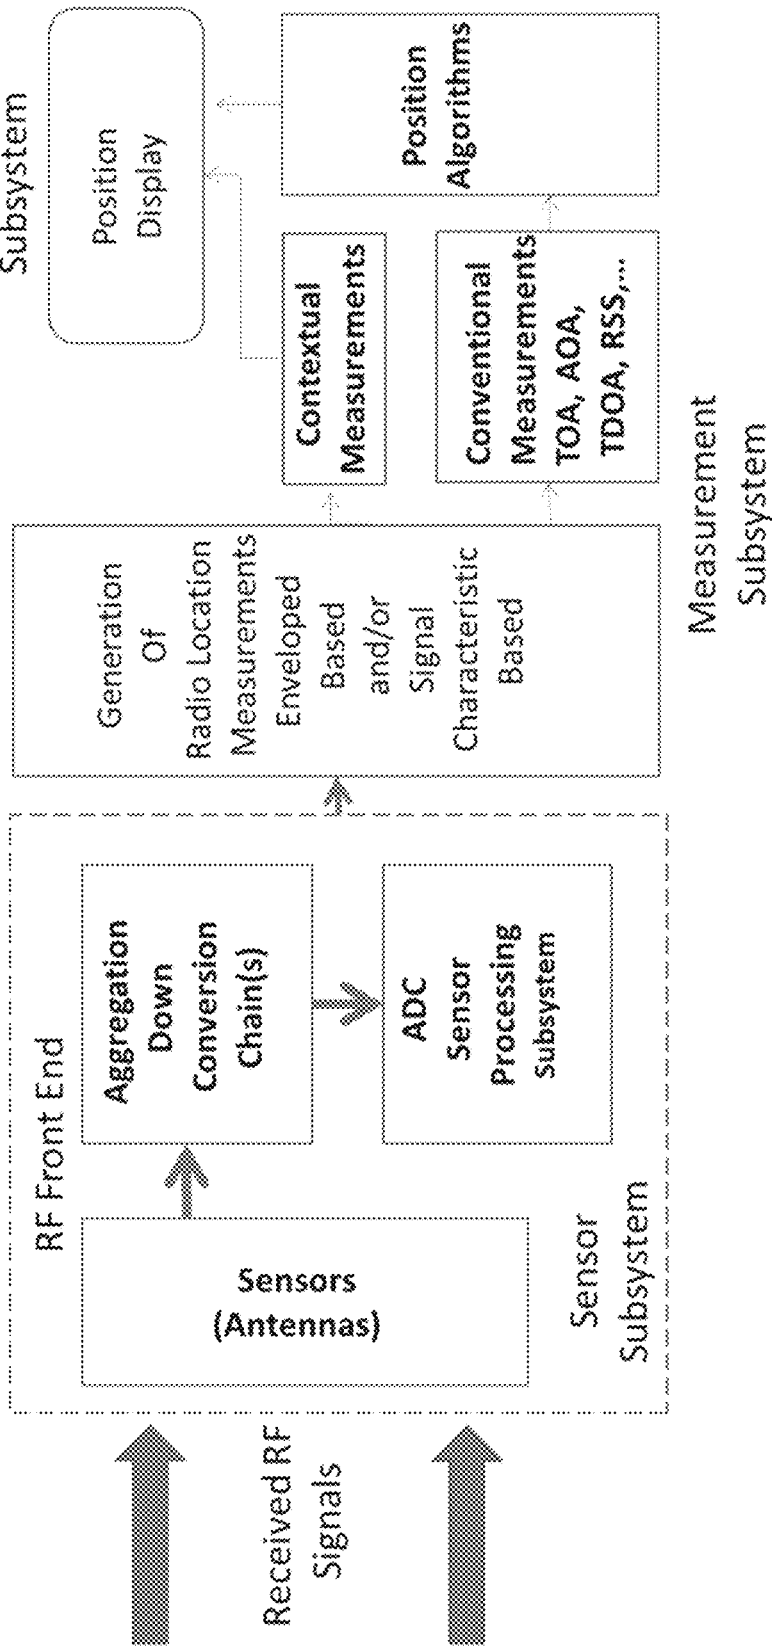 Received RF
Signals
RF Front End
Sensors
(Antennas)
Aggregation
Down
Conversion
Chain(s)
ADC
Sensor
Processing
Subsystem
Sensor
Subsystem
Generation
Of
Radio Location
Measurements
Enveloped
Based
and/or
Signal
Characteristic
Based
Contextual
Measurements
Conventional
Measurements
TOA, AOA,
TDOA, RSS,...
Measurement
Subsystem
Position
Algorithms
Subsystem
Position
Display